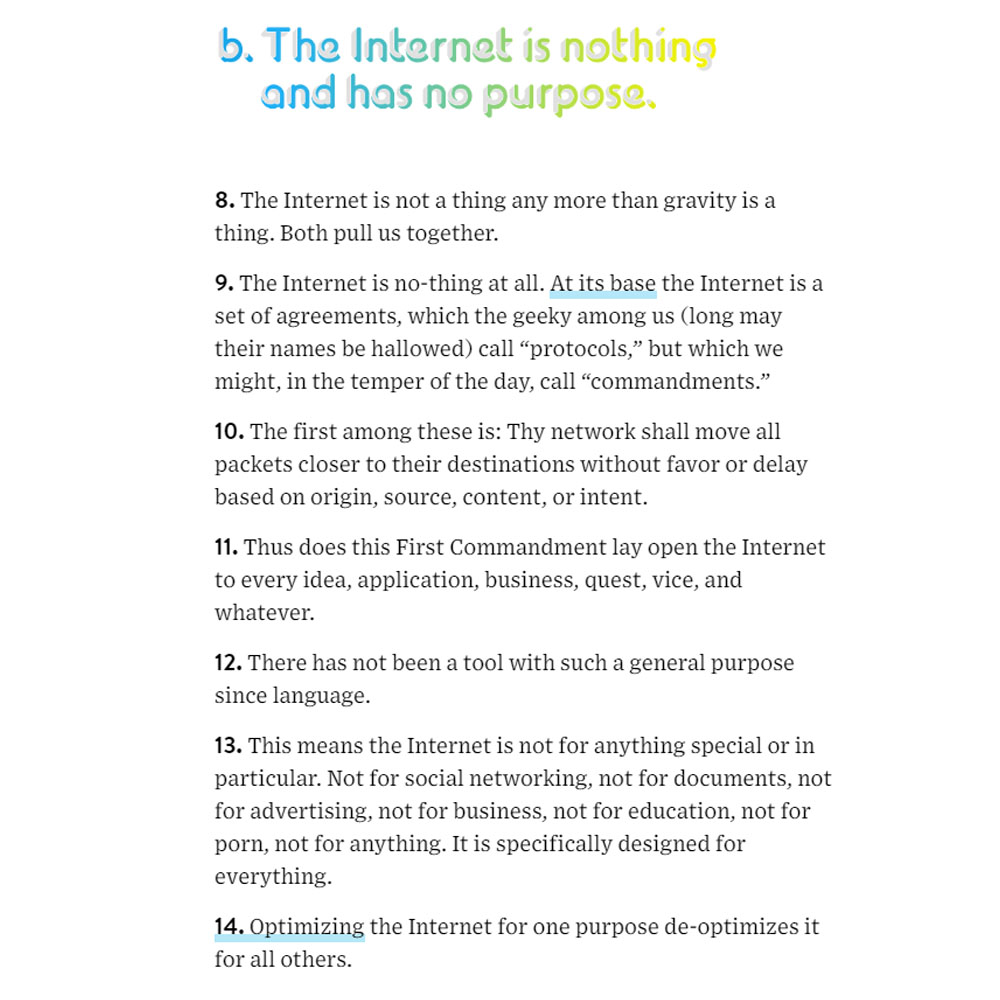 b. The Internet is nothing
and has no purpose.
8. The Internet is not a thing any more than gravity is a
thing. Both pull us together.
9. The Internet is no-thing at all. At its base the Internet is a
set of agreements, which the geeky among us (long may
their names be hallowed) call “protocols,” but which we
might, in the temper of the day, call “commandments.”
10. The first among these is: Thy network shall move all
packets closer to their destinations without favor or delay
based on origin, source, content, or intent.
11. Thus does this First Commandment lay open the Internet
to every idea, application, business, quest, vice, and
whatever.
12. There has not been a tool with such a general purpose
since language.
13. This means the Internet is not for anything special or in
particular. Not for social networking, not for documents, not
for advertising, not for business, not for education, not for
porn, not for anything. It is specifically designed for
everything.
14. Optimizing the Internet for one purpose de-optimizes it
for all others.